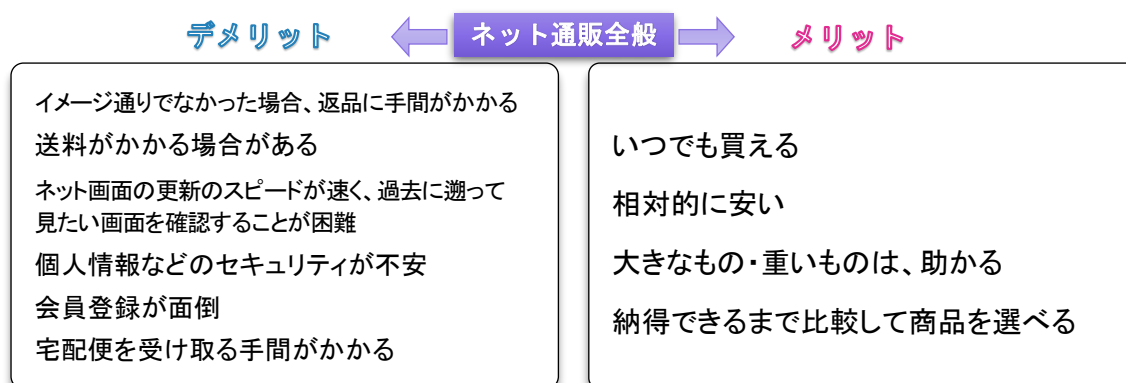 デメリット
ネット通販全般
メリット
イメージ通りでなかった場合、返品に手間がかかる
送料がかかる場合がある
ネット画面の更新のスピードが速く、過去に遡って
見たい画面を確認することが困難
個人情報などのセキュリティが不安
会員登録が面倒
宅配便を受け取る手間がかかる
いつでも買える
相対的に安い
大きなもの・重いものは、助かる
納得できるまで比較して商品を選べる